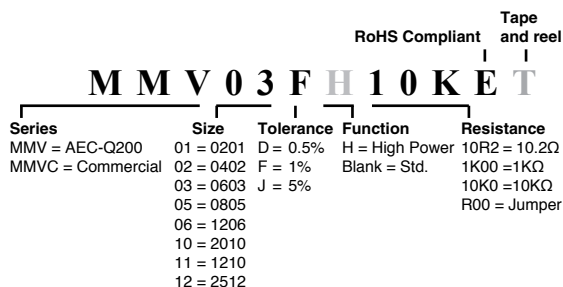 Tape
and reel
RoHS Compliant
M M V 0 3 F H 1 0 K E T
Series
MMV = AEC-Q200
MMVC = Commercial
Size
01 = 0201
02 = 0402
03 = 0603
05 = 0805
06 = 1206
10 = 2010
11 = 1210
12 = 2512
Tolerance
D = 0.5%
F = 1%
J = 5%
Function
H = High Power
Blank = Std.
Resistance
10R2 = 10.2Ω
1K00 =1KΩ
10K0 =10KΩ
R00 = Jumper